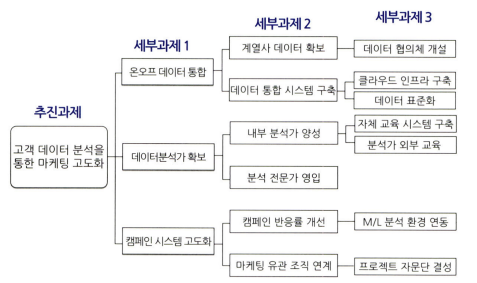 세부과제 1
세부과제 2
세부과제 3
추진과제
고객 데이터 분석을
통한 마케팅 고도화
온오프 데이터 통합
계열사 데이터 확보
데이터 협의체 개설
데이터 통합 시스템 구축
클라우드 인프라 구축
데이터 표준화
데이터분석가 확보
내부 분석가 양성
자체 교육 시스템 구축
분석가 외부 교육
분석 전문가 영입
캠페인 시스템 고도화
캠페인 반응률 개선
M/L 분석 환경 연동
마케팅 유관 조직 연계
프로젝트 자문단 결성